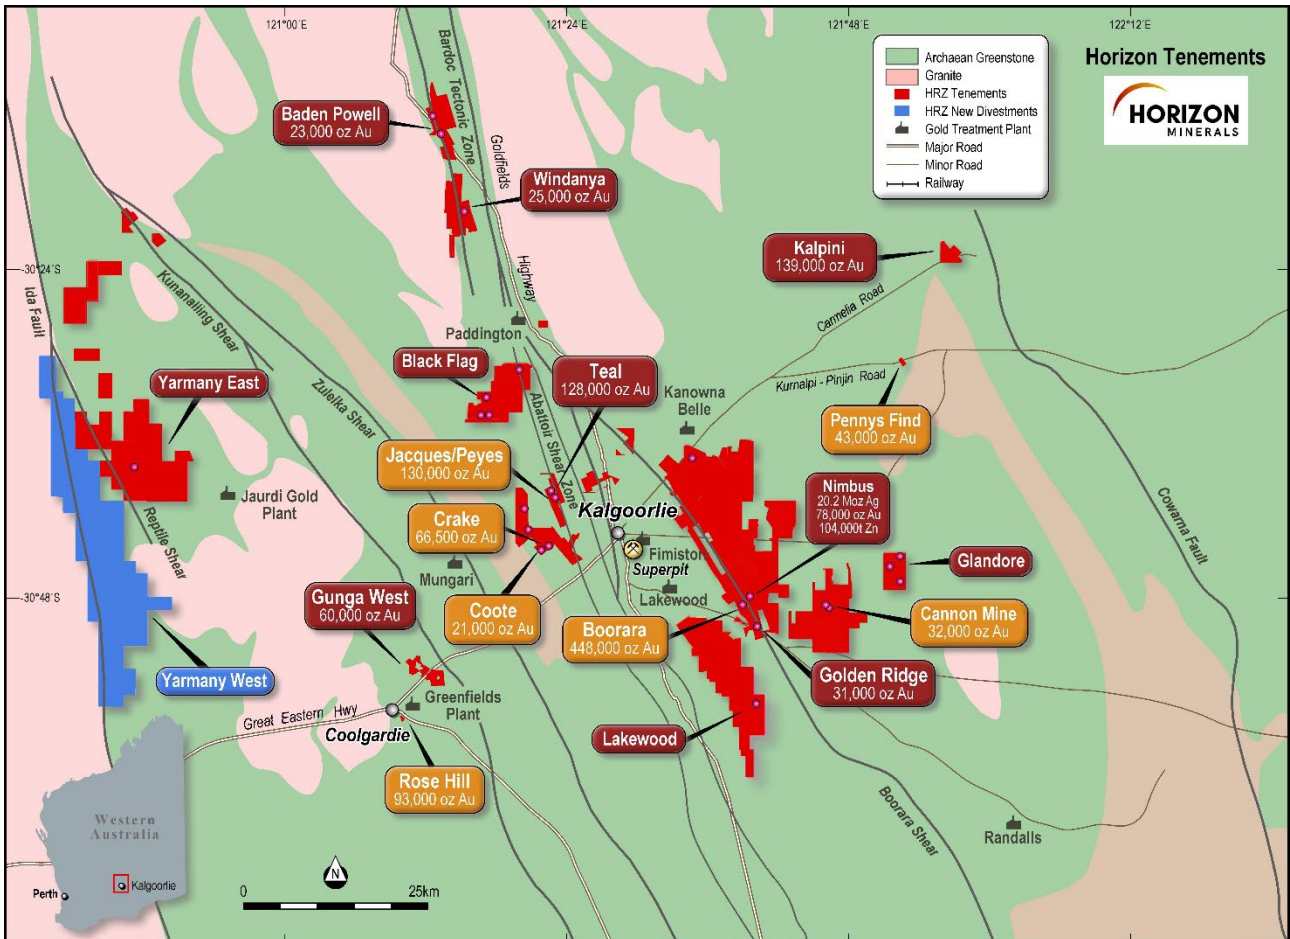 121°00´E
121°24´E
121°48´E
122°12´E
Horizon Tenements
HORIZON
MINERALS
Archaean Greenstone
Granite
HRZ Tenements
HRZ New Divestments
Gold Treatment Plant
Major Road
Minor Road
Railway
Bardoc Tectonic Zone
Goldfields
Highway
Baden Powell
23,000 oz Au
Windanya
25,000 oz Au
Kalpini
139,000 oz Au
-30°24´S
Ida Fault
Kunanalling Shear
Zuleika Shear
Carmelia Road
Paddington
Black Flag
Teal
128,000 oz Au
Kurnalpi - Pinjin Road
Yarmany East
Kanowna
Belle
Pennys Find
43,000 oz Au
Abattoir Shear Zone
Jacques/Peyes
130,000 oz Au
Nimbus
20.2 Moz Ag
78,000 oz Au
104,000t Zn
Jaurdi Gold
Plant
Reptile Shear
Crake
66,500 oz Au
Kalgoorlie
Fimiston
Superpit
Cowarna Fault
Glandore
Mungari
Lakewood
-30°48´S
Gunga West
60,000 oz Au
Coote
21,000 oz Au
Boorara
448,000 oz Au
Cannon Mine
32,000 oz Au
Yarmany West
Golden Ridge
31,000 oz Au
Greenfields
Plant
Great Eastern Hwy
Coolgardie
Lakewood
Rose Hill
93,000 oz Au
Boorara Shear
Randalls
Western
Australia
Perth
Kalgoorlie
N
0
25km